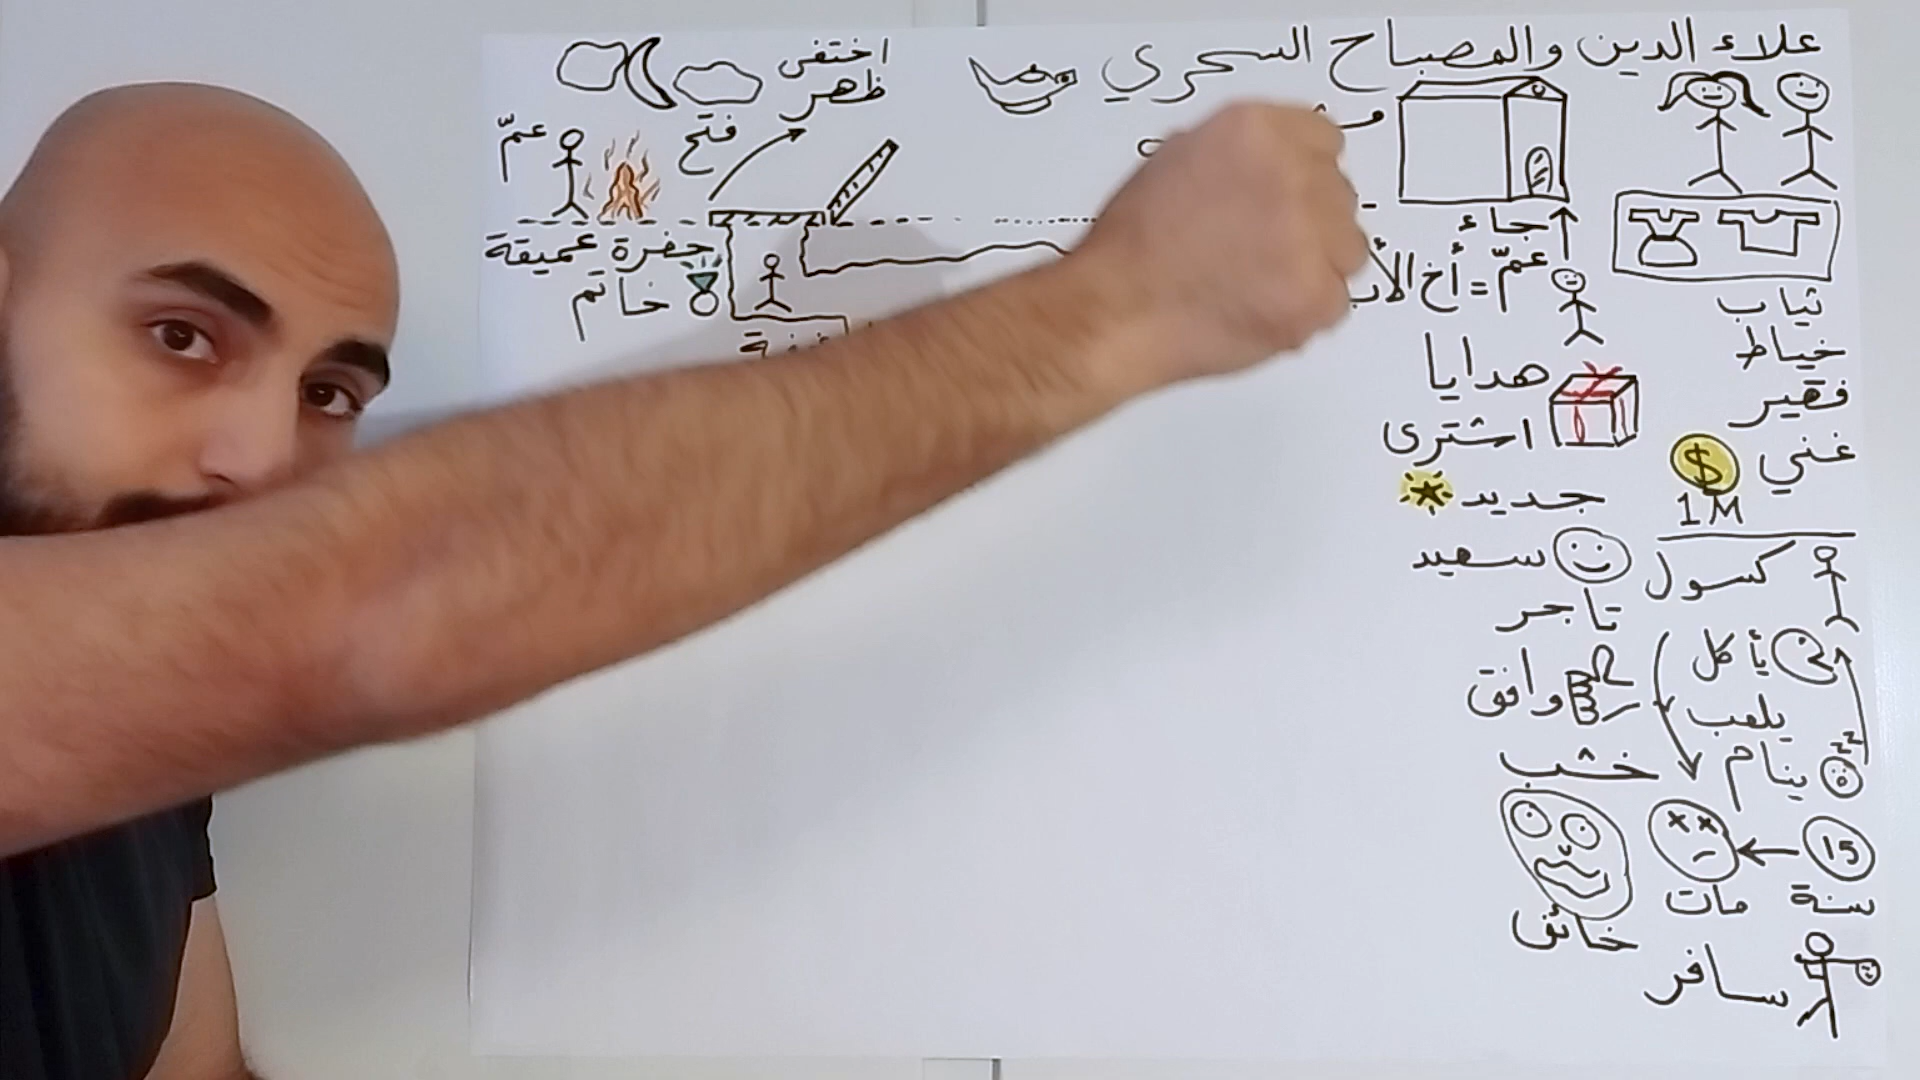 علاء الدين والمصباح السحري
ثياب
خياط
فقير
غني
$
1M
كسول
يأكل
يلعب
ينام
zzz
15
سنة
مات
سافر
جاء
عمّ = أخ الأب
هدايا
اشترى
جديد
سعيد
تاجر
وافق
خشب
خائف
اختفى
ظهر
فتح
عمّ
حفرة عميقة
خاتم